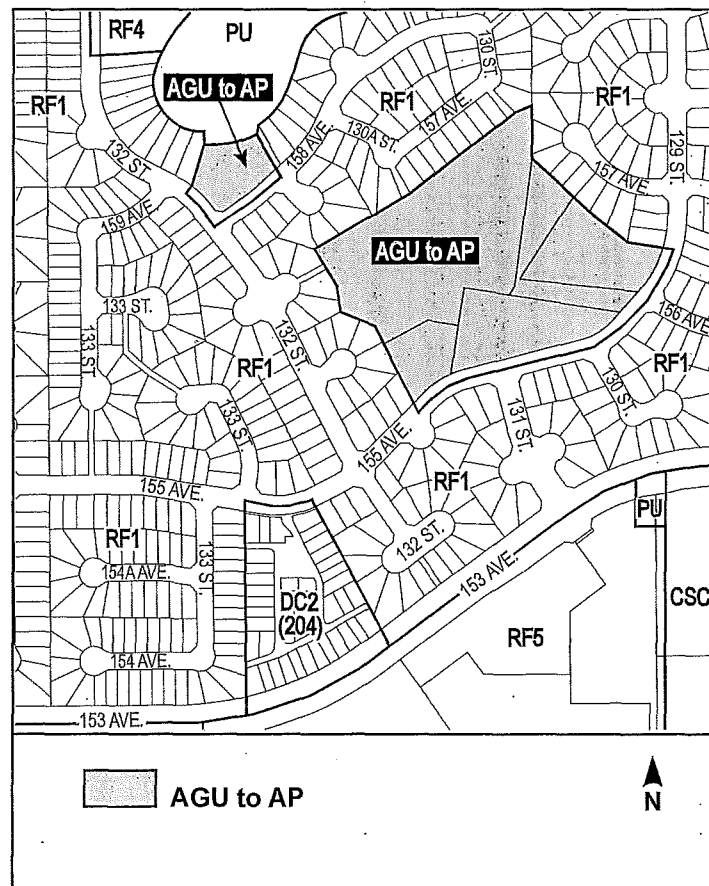 RF4
PU
130 ST.
AGU to AP
RF1
RF1
RF1
157 AVE.
130A ST.
158 AVE.
129 ST.
132 ST.
157 AVE.
159 AVE.
AGU to AP
133 ST.
156 AVE.
133 ST.
132 ST.
RF1
RF1
130 ST.
131 ST.
133 ST.
155 AVE.
155 AVE.
RF1
PU
RF1
132 ST.
133 ST.
154A AVE.
153 AVE.
CSC
DC2
(204)
RF5
154 AVE.
153 AVE.
AGU to AP
N